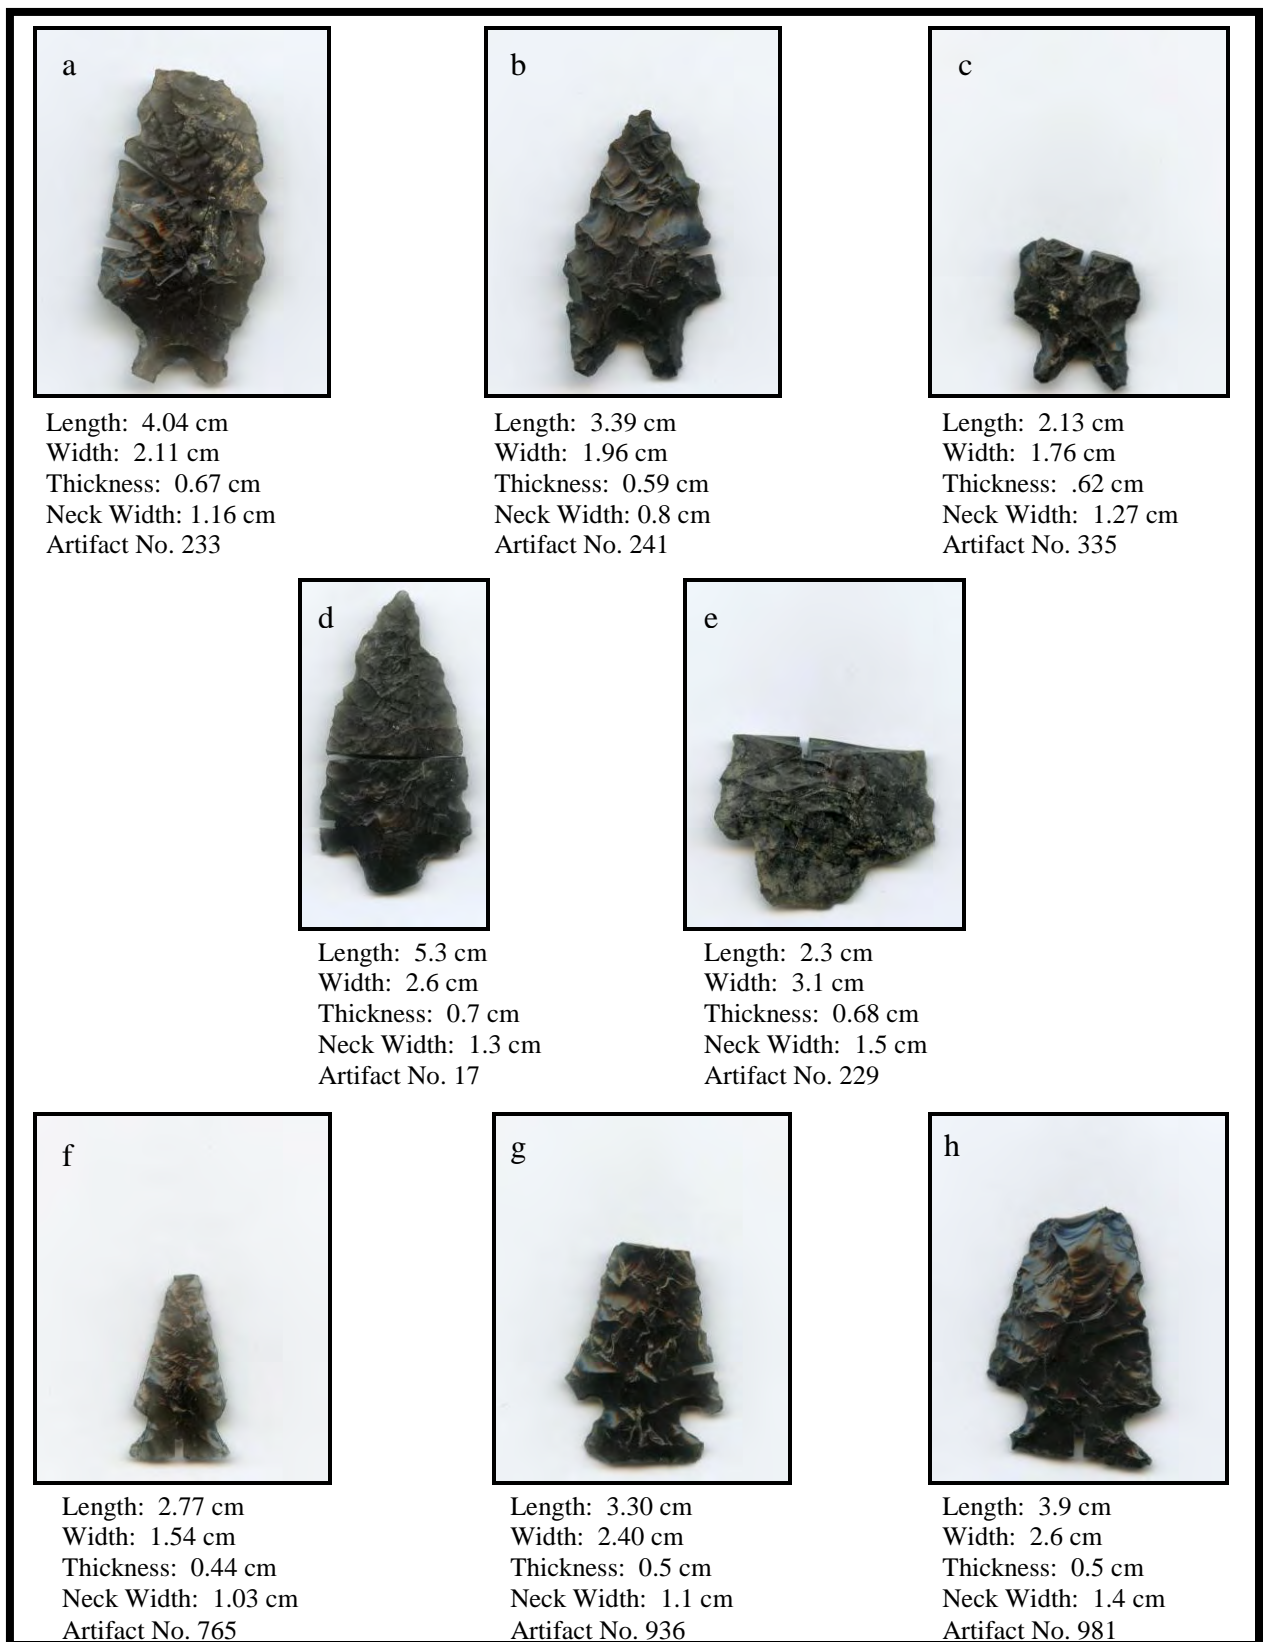 a
b
c
Length: 4.04 cm
Width: 2.11 cm
Thickness: 0.67 cm
Neck Width: 1.16 cm
Artifact No. 233
Length: 3.39 cm
Width: 1.96 cm
Thickness: 0.59 cm
Neck Width: 0.8 cm
Artifact No. 241
Length: 2.13 cm
Width: 1.76 cm
Thickness: .62 cm
Neck Width: 1.27 cm
Artifact No. 335
d
e
Length: 5.3 cm
Width: 2.6 cm
Thickness: 0.7 cm
Neck Width: 1.3 cm
Artifact No. 17
Length: 2.3 cm
Width: 3.1 cm
Thickness: 0.68 cm
Neck Width: 1.5 cm
Artifact No. 229
f
g
h
Length: 2.77 cm
Width: 1.54 cm
Thickness: 0.44 cm
Neck Width: 1.03 cm
Artifact No. 765
Length: 3.30 cm
Width: 2.40 cm
Thickness: 0.5 cm
Neck Width: 1.1 cm
Artifact No. 936
Length: 3.9 cm
Width: 2.6 cm
Thickness: 0.5 cm
Neck Width: 1.4 cm
Artifact No. 981